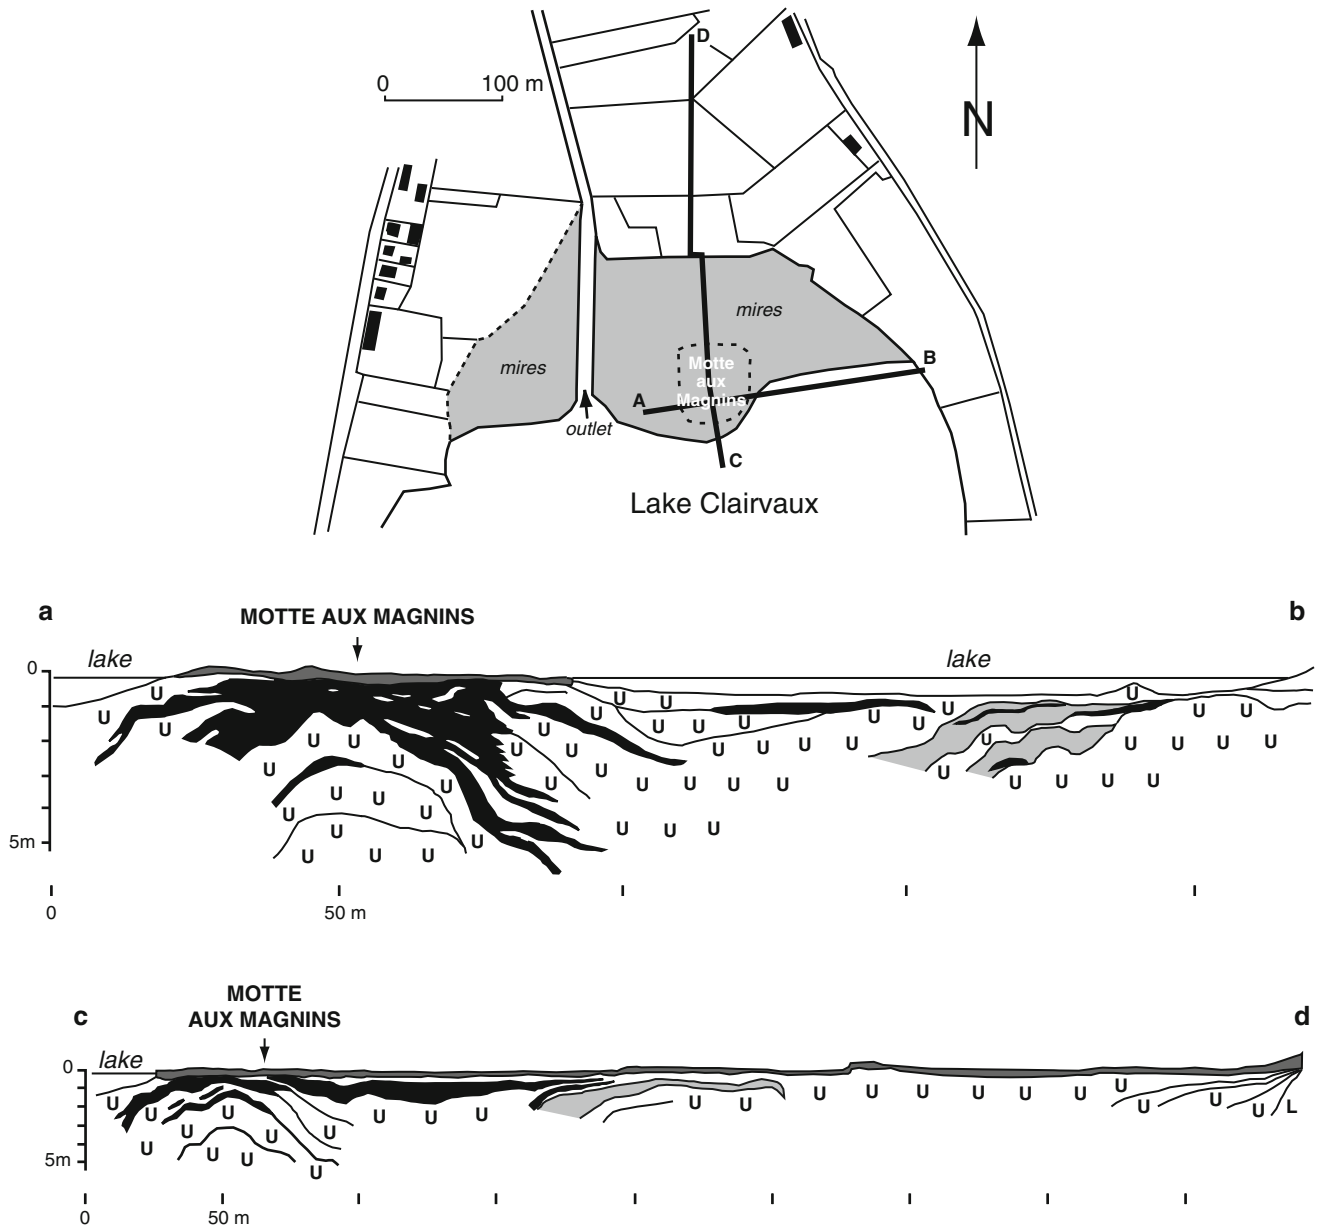 D
0 100 m
N
mires
mires
Motte
aux
Magnins
B
A
outlet
C
Lake Clairvaux
a b
MOTTE AUX MAGNINS
lake lake
0
U U U U U
U U U U U U U U
U U U U U U U U U U U U U
U U U U U U U U U U U U U
U U U U U U U U
U U U U
5m
U U U
0 50 m
MOTTE
AUX MAGNINS
c d
lake
0
U U U U U U U
U U U U U U U U U U U L
U U U
U U U
5m
U
0 50 m